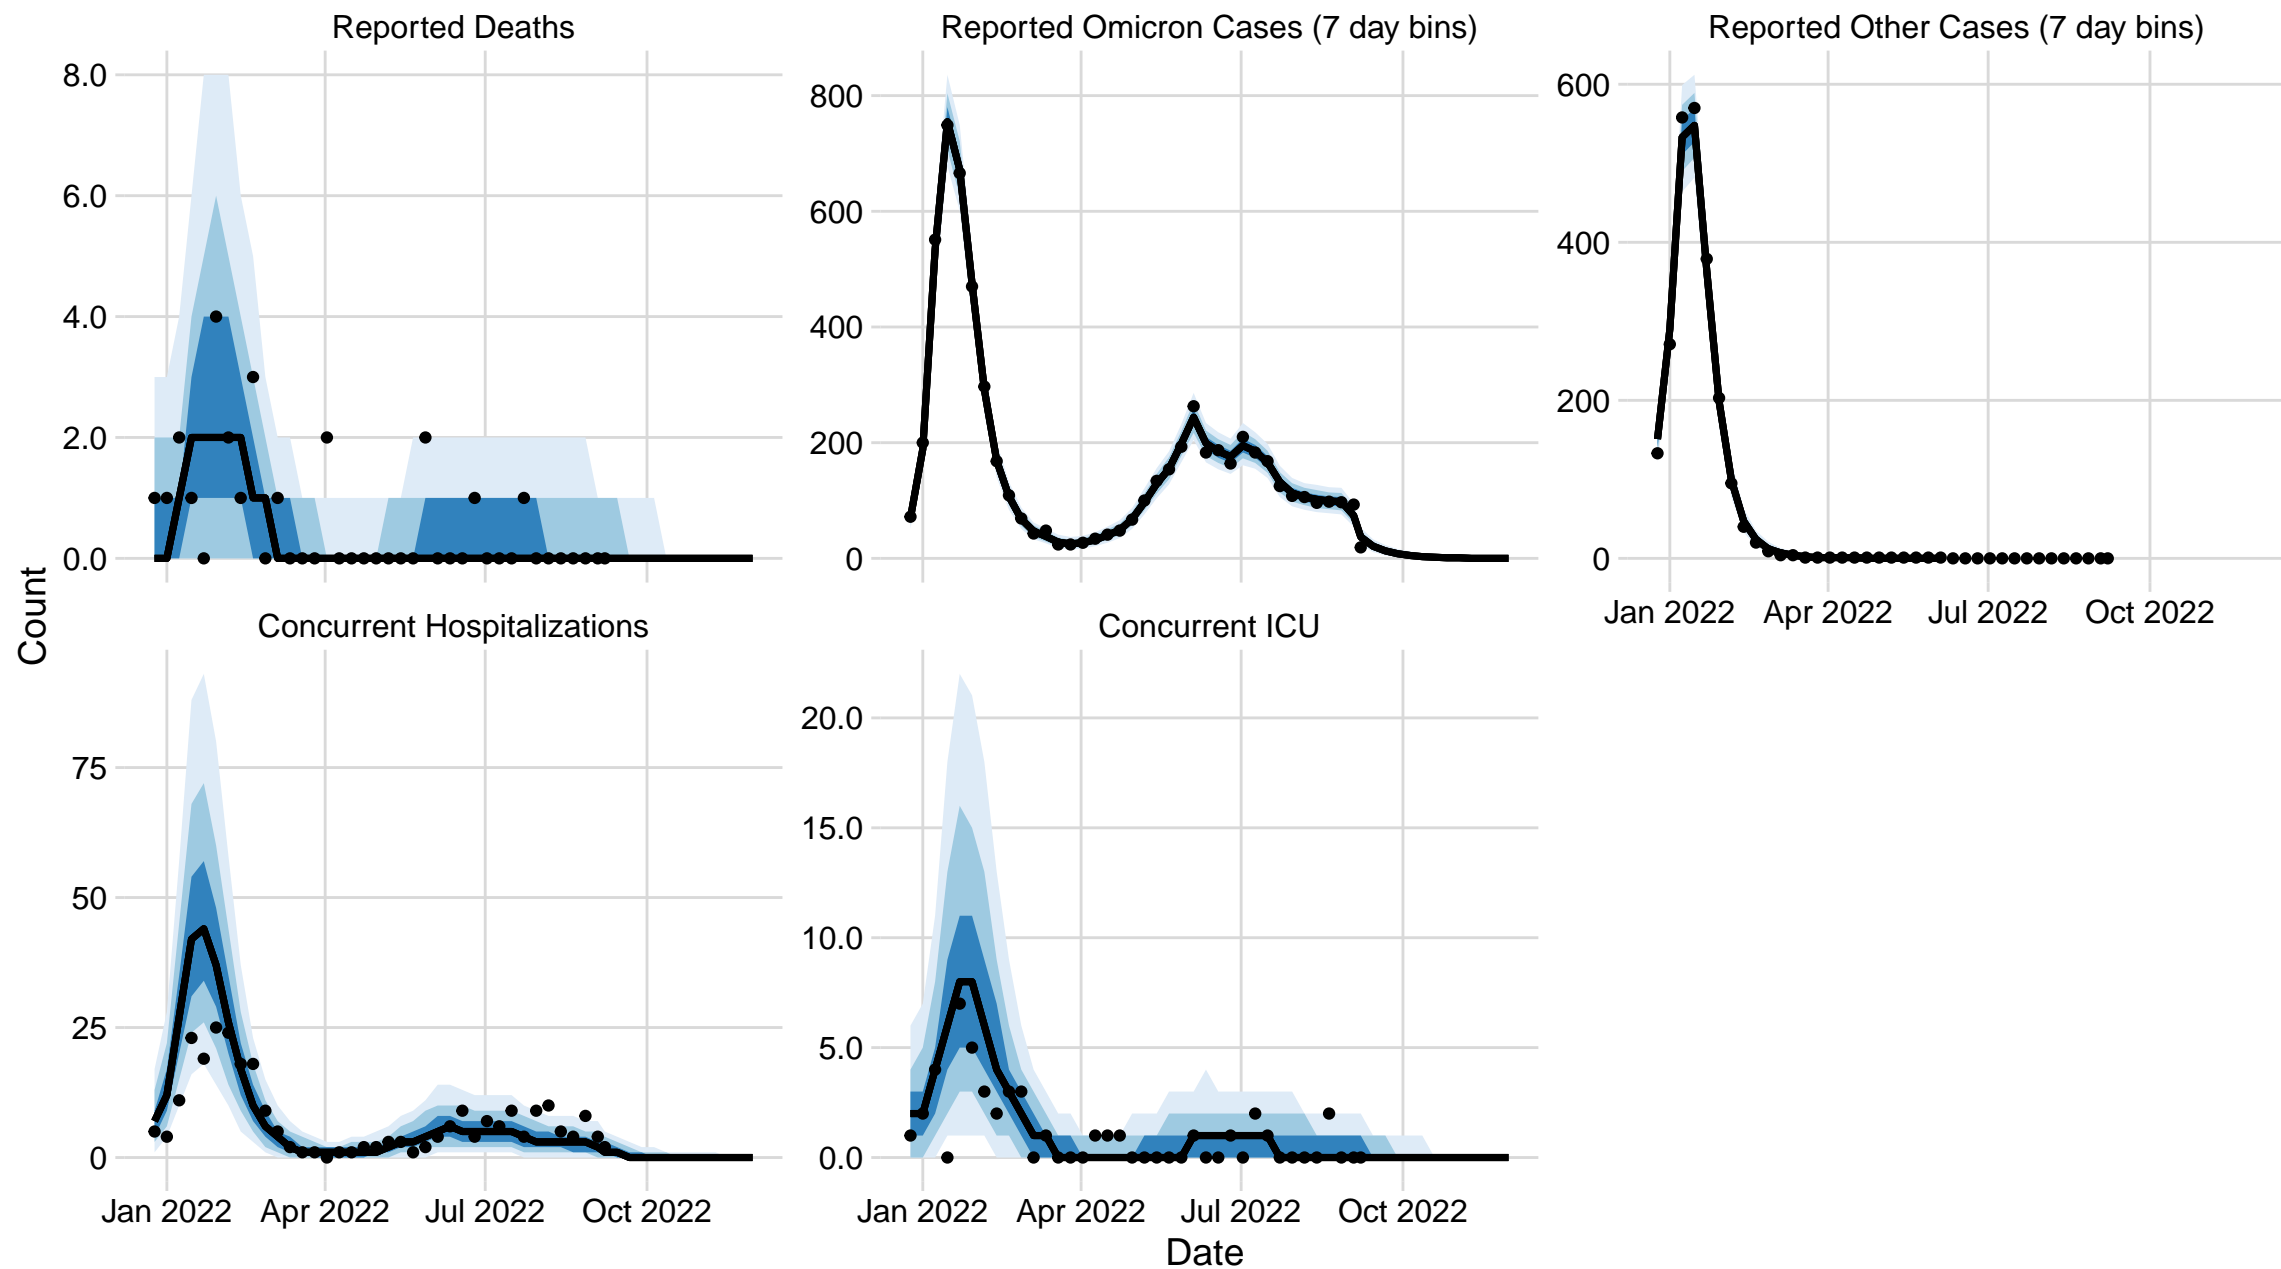 Reported Deaths
Reported Omicron Cases (7 day bins)
Reported Other Cases (7 day bins)
8.0
6.0
4.0
2.0
0.0
800
600
400
200
0
600
400
200
0
Jan 2022 Apr 2022 Jul 2022 Oct 2022
Count
Concurrent Hospitalizations
Concurrent ICU
75
50
25
0
20.0
15.0
10.0
5.0
0.0
Jan 2022 Apr 2022 Jul 2022 Oct 2022
Jan 2022 Apr 2022 Jul 2022 Oct 2022
Date